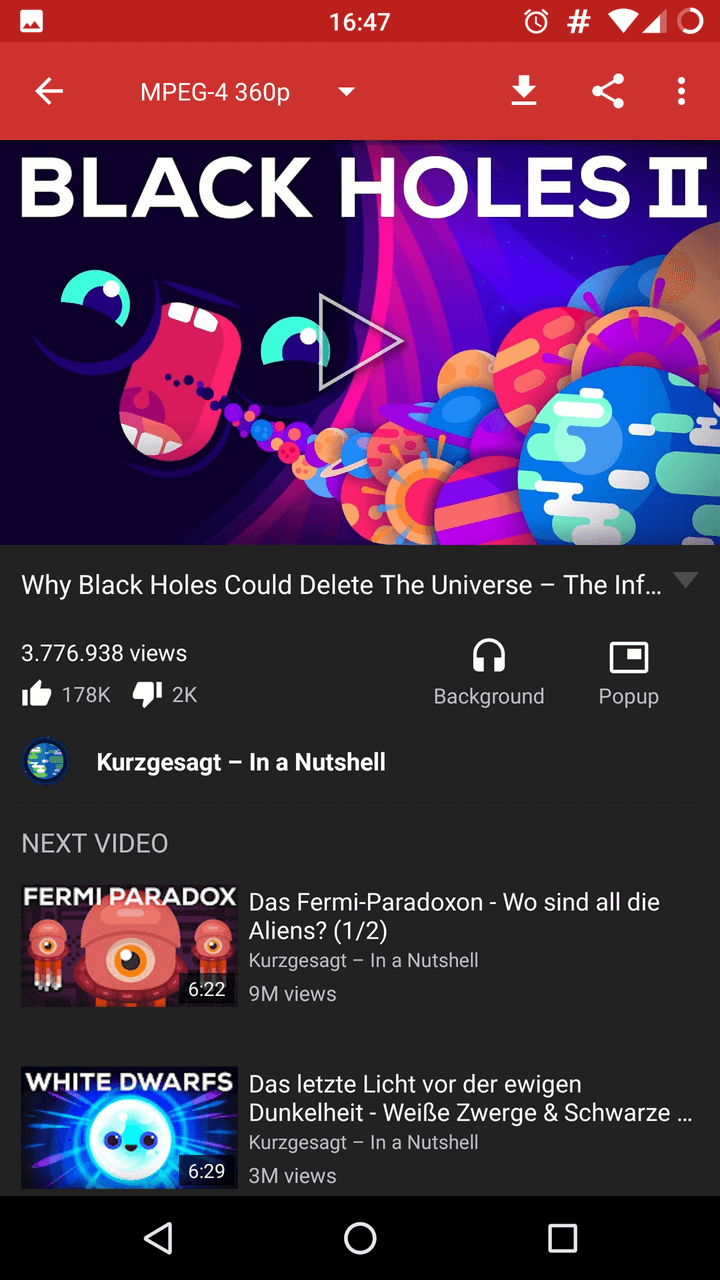 16:47
#
MPEG-4 360p
BLACK HOLES II
Why Black Holes Could Delete The Universe – The Inf...
3.776.938 views
178K 2K
Background Popup
Kurzgesagt – In a Nutshell
NEXT VIDEO
FERMI PARADOX
6:22
Das Fermi-Paradoxon - Wo sind all die
Aliens? (1/2)
Kurzgesagt – In a Nutshell
9M views
WHITE DWARFS
6:29
Das letzte Licht vor der ewigen
Dunkelheit - Weiße Zwerge & Schwarze ...
Kurzgesagt – In a Nutshell
3M views